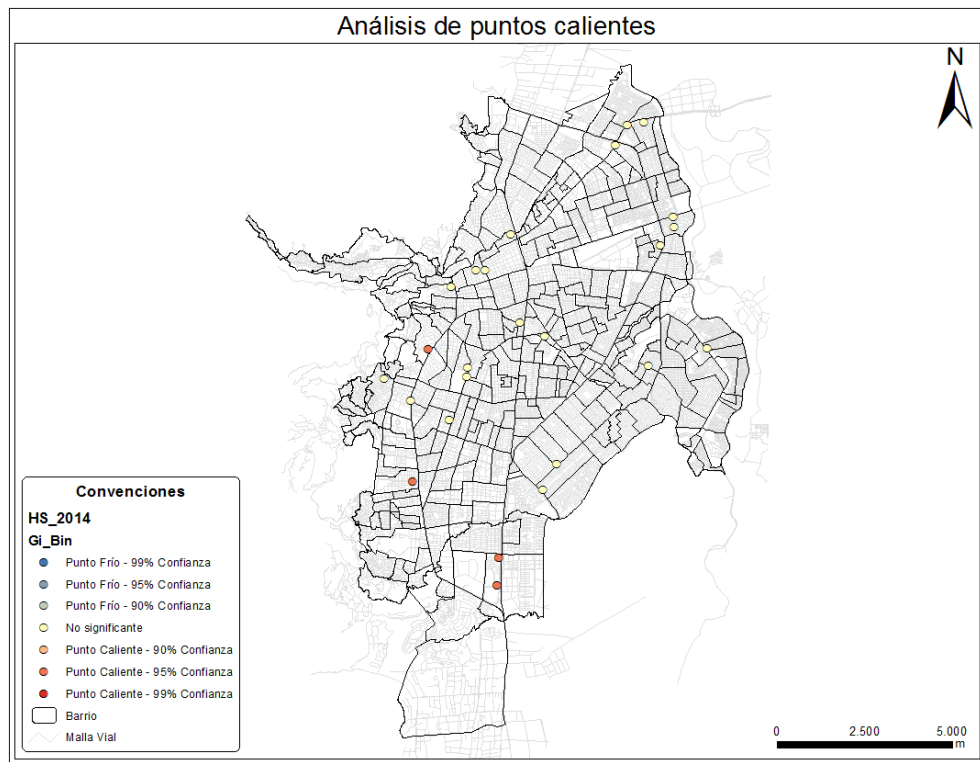 Análisis de puntos calientes
N
Convenciones
HS_2014
Gi_Bin
Punto Frío - 99% Confianza
Punto Frío - 95% Confianza
Punto Frío - 90% Confianza
No significante
Punto Caliente - 90% Confianza
Punto Caliente - 95% Confianza
Punto Caliente - 99% Confianza
Barrio
Malla Vial
0 2.500 5.000
m